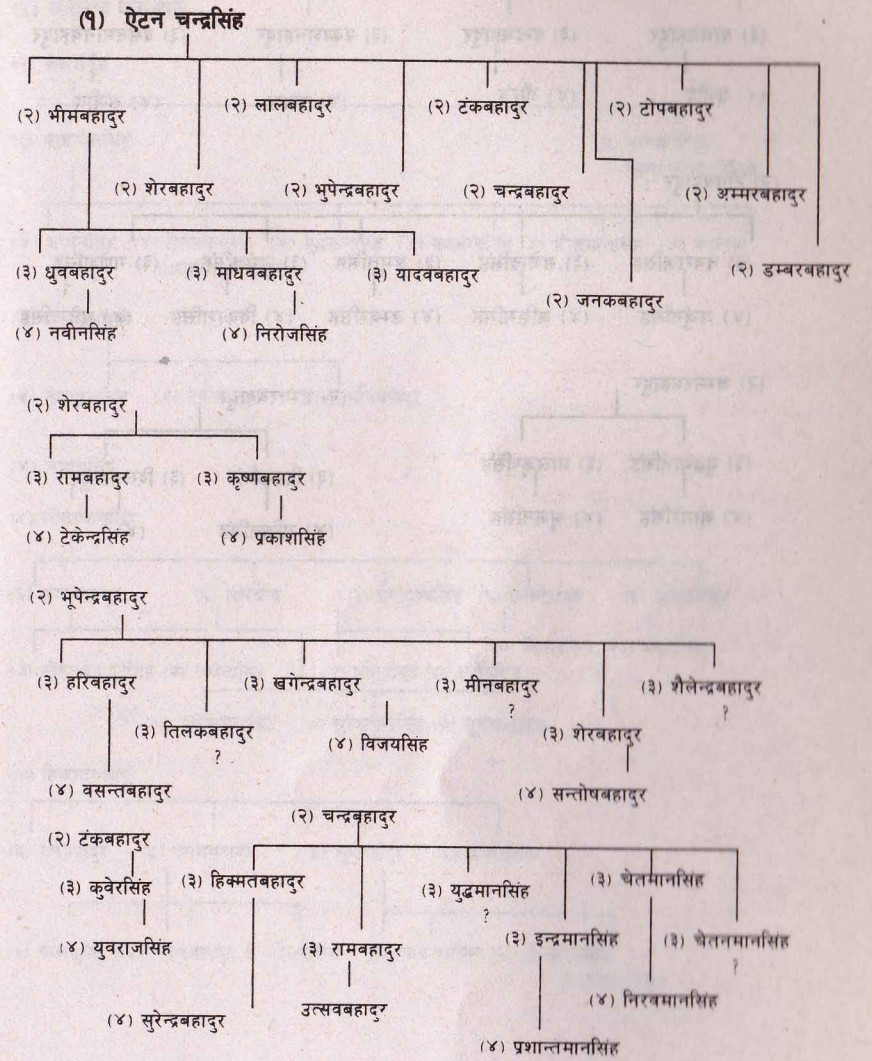 (१) ऐटन चन्द्रसिंह
(२) भीमबहादुर (२) लालबहादुर (२) टंकबहादुर (२) टोपबहादुर
(२) शेरबहादुर (२) भुपेन्द्रबहादुर (२) चन्द्रबहादुर (२) अम्मरबहादुर
(३) धुवबहादुर (३) माधवबहादुर (३) यादवबहादुर (२) डम्बरबहादुर
(२) जनकबहादुर
(४) नवीनसिंह (४) निरोजसिंह
(२) शेरबहादुर
(३) रामबहादुर (३) कृष्णबहादुर
(४) टेकेन्द्रसिंह (४) प्रकाशसिंह
(२) भूपेन्द्रबहादुर
(३) हरिबहादुर (३) खगेन्द्रबहादुर (३) मीनबहादुर (३) शैलेन्द्रबहादुर
? ?
(३) तिलकबहादुर (४) विजयसिंह (३) शेरबहादुर
?
(४) वसन्तबहादुर (४) सन्तोषबहादुर
(२) चन्द्रबहादुर
(२) टंकबहादुर
(३) कुवेरसिंह (३) हिक्मतबहादुर (३) युद्धमानसिंह (३) चेतमानसिंह
?
(४) युवराजसिंह (३) रामबहादुर (३) इन्द्रमानसिंह (३) चेतनमानसिंह
?
(४) सुरेन्द्रबहादुर उत्सवबहादुर (४) निरवमानसिंह
(४) प्रशान्तमानसिंह